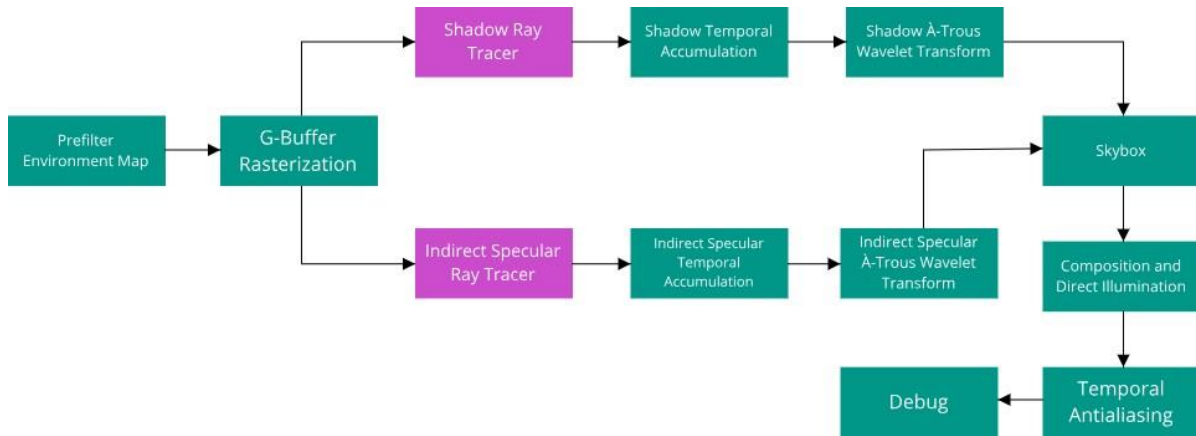 Shadow Ray
Tracer
Shadow Temporal
Accumulation
Shadow À-Trous
Wavelet Transform
Prefilter
Environment Map
G-Buffer
Rasterization
Skybox
Indirect Specular
Ray Tracer
Indirect Specular
Temporal
Accumulation
Indirect Specular
À-Trous Wavelet
Transform
Composition and
Direct Illumination
Debug
Temporal
Antialiasing